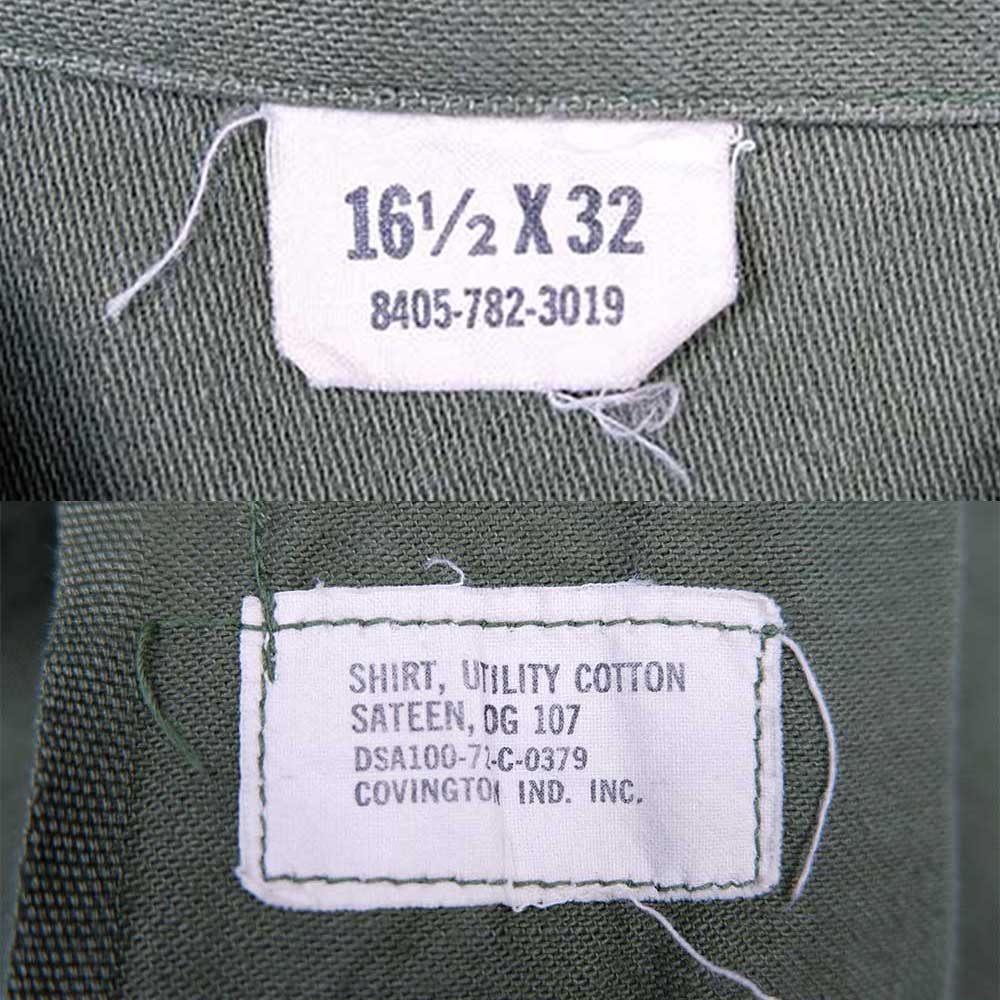 16½ X 32
8405-782-3019
SHIRT, UTILITY COTTON
SATEEN, OG 107
COVINGTON IND. INC.